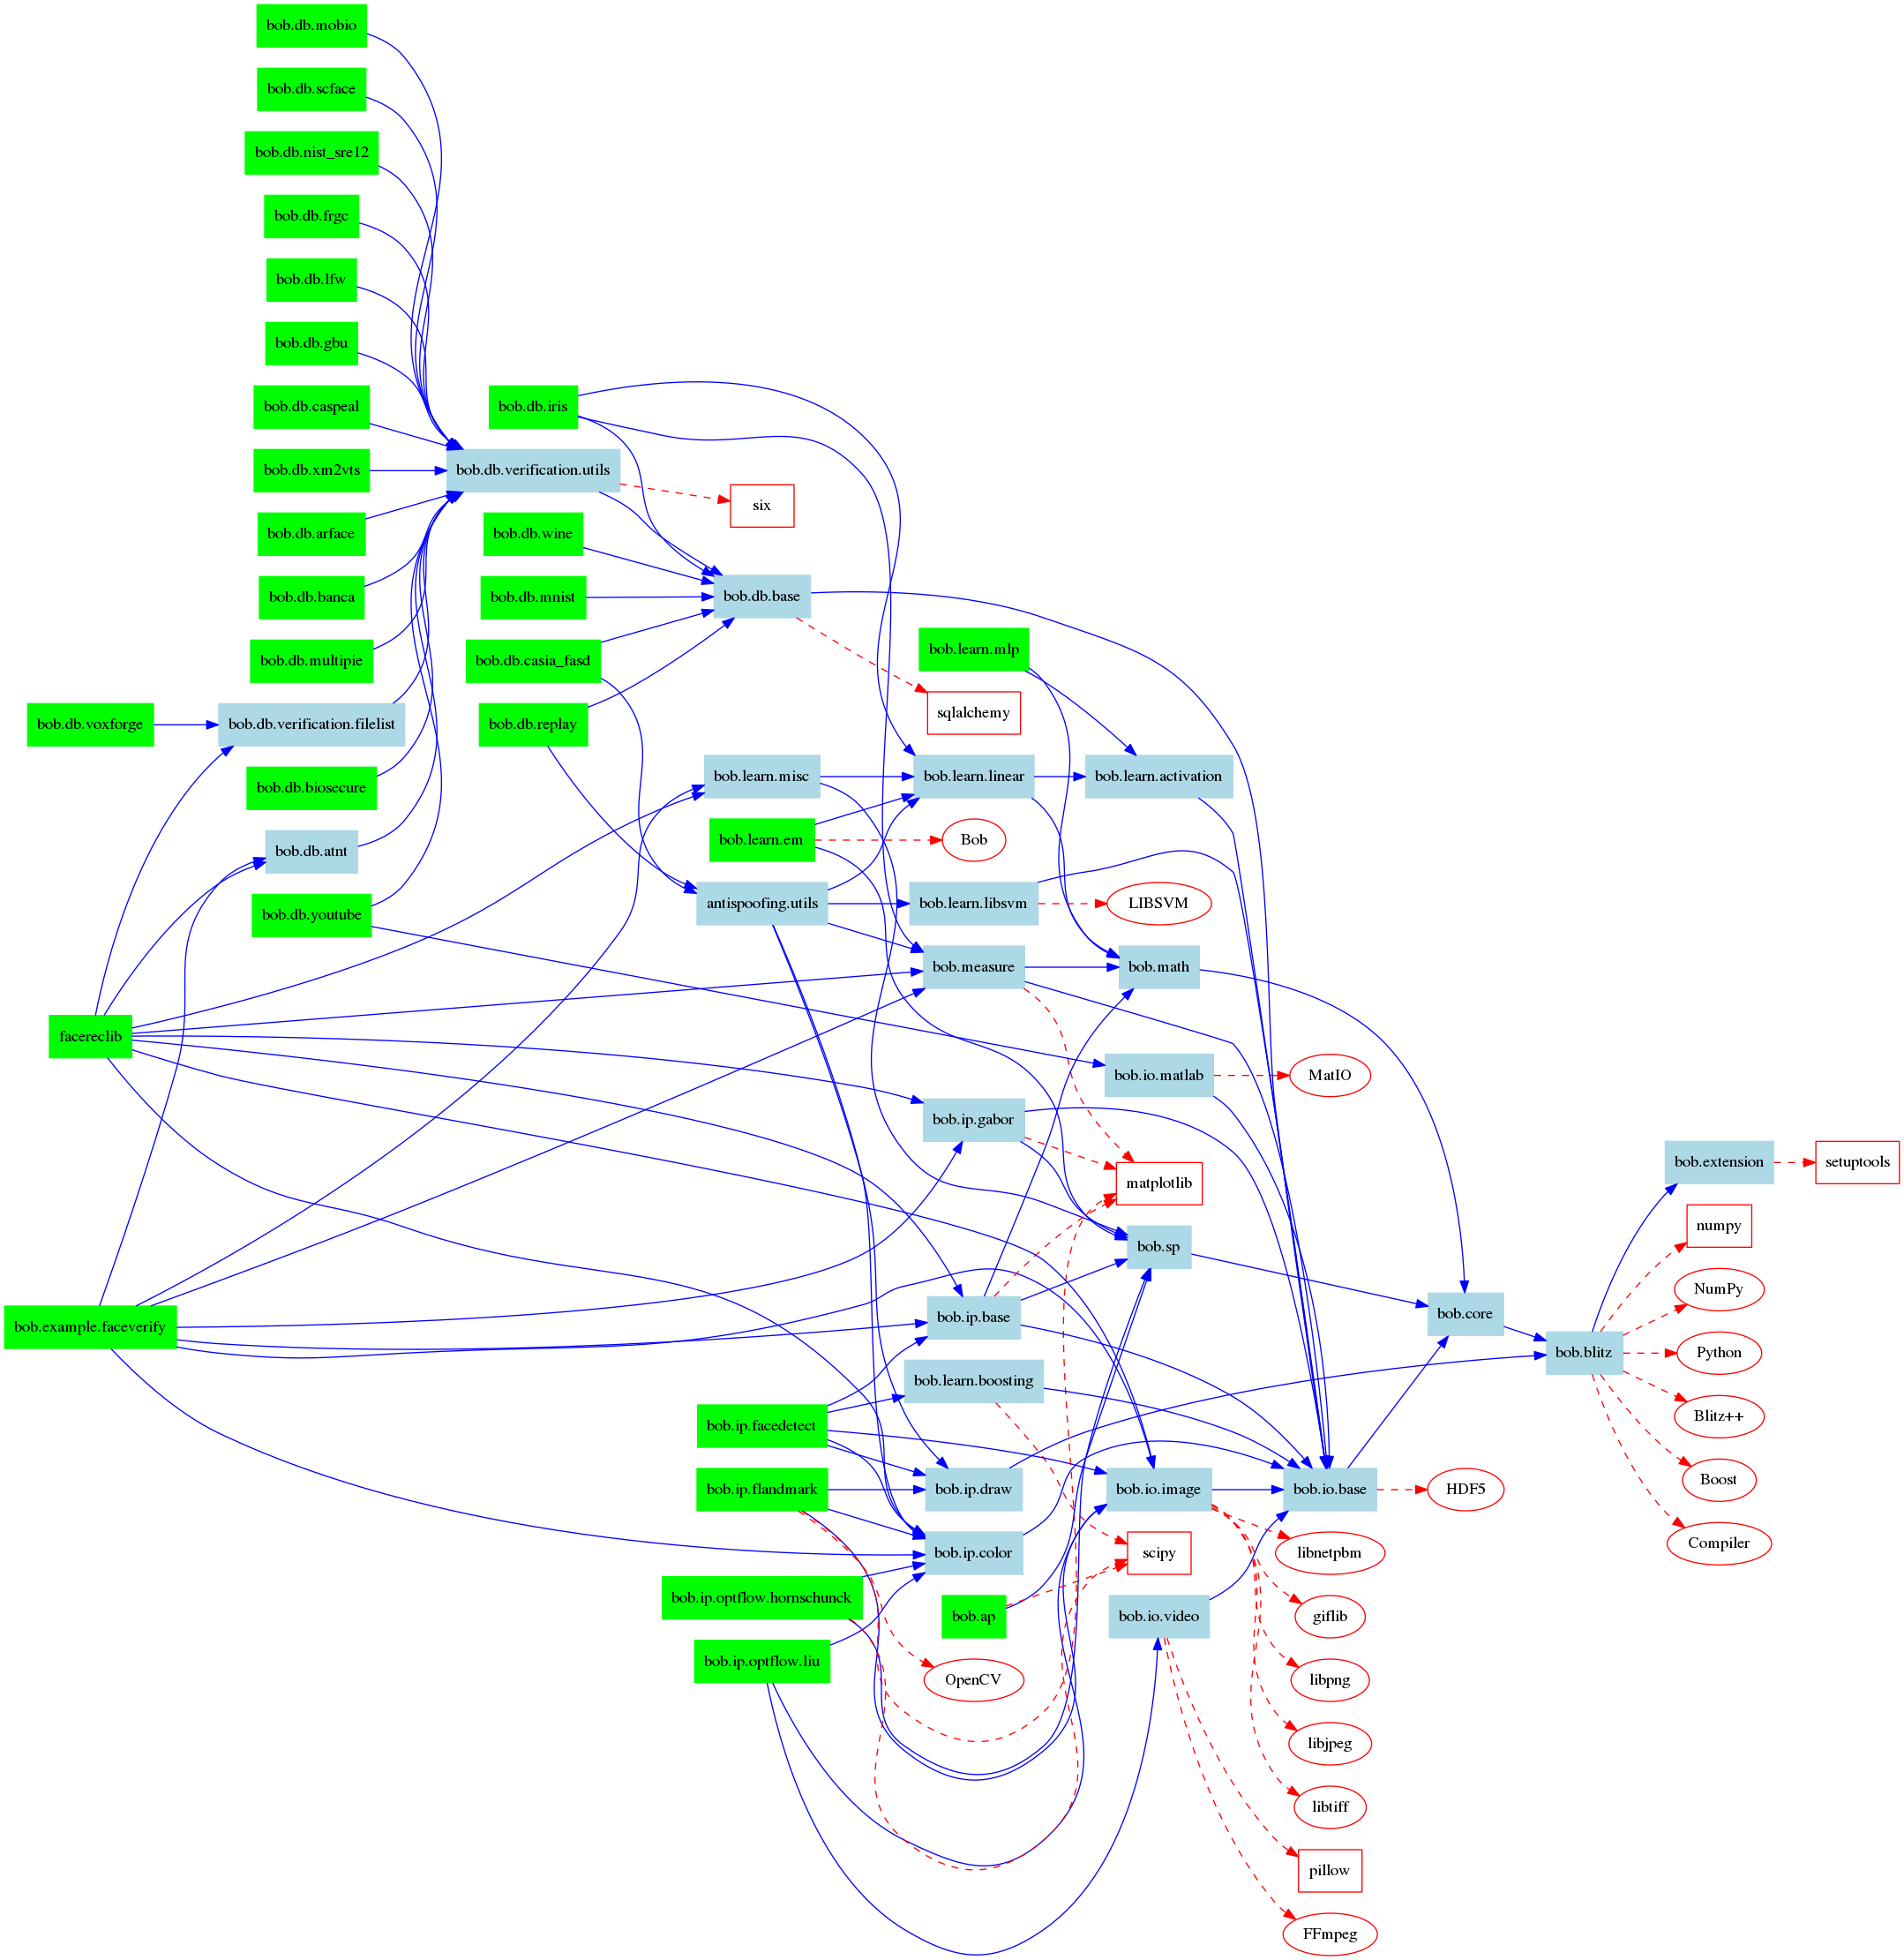 bob.db.mobio
bob.db.scface
bob.db.nist_sre12
bob.db.frgc
bob.db.lfw
bob.db.gbu
bob.db.caspeal
bob.db.iris
bob.db.xm2vts
bob.db.verification.utils
six
bob.db.arface
bob.db.wine
bob.db.banca
bob.db.mnist
bob.db.base
bob.db.multipie
bob.db.casia_fasd
bob.learn.mlp
bob.db.voxforge
bob.db.verification.filelist
bob.db.replay
sqlalchemy
bob.db.biosecure
bob.learn.misc
bob.learn.linear
bob.learn.activation
bob.db.atnt
bob.learn.em
Bob
bob.db.youtube
antispoofing.utils
bob.learn.libsvm
LIBSVM
bob.measure
bob.math
facereclib
bob.io.matlab
MatIO
bob.ip.gabor
matplotlib
bob.extension
setuptools
numpy
bob.sp
NumPy
bob.example.faceverify
bob.ip.base
bob.core
bob.blitz
Python
bob.learn.boosting
Blitz++
bob.ip.facedetect
bob.ip.flandmark
bob.ip.draw
bob.io.image
bob.io.base
HDF5
Boost
bob.ip.color
scipy
libnetpbm
Compiler
bob.ip.optflow.hornschunck
bob.ap
bob.io.video
giflib
bob.ip.optflow.liu
OpenCV
libpng
libjpeg
libtiff
pillow
FFmpeg